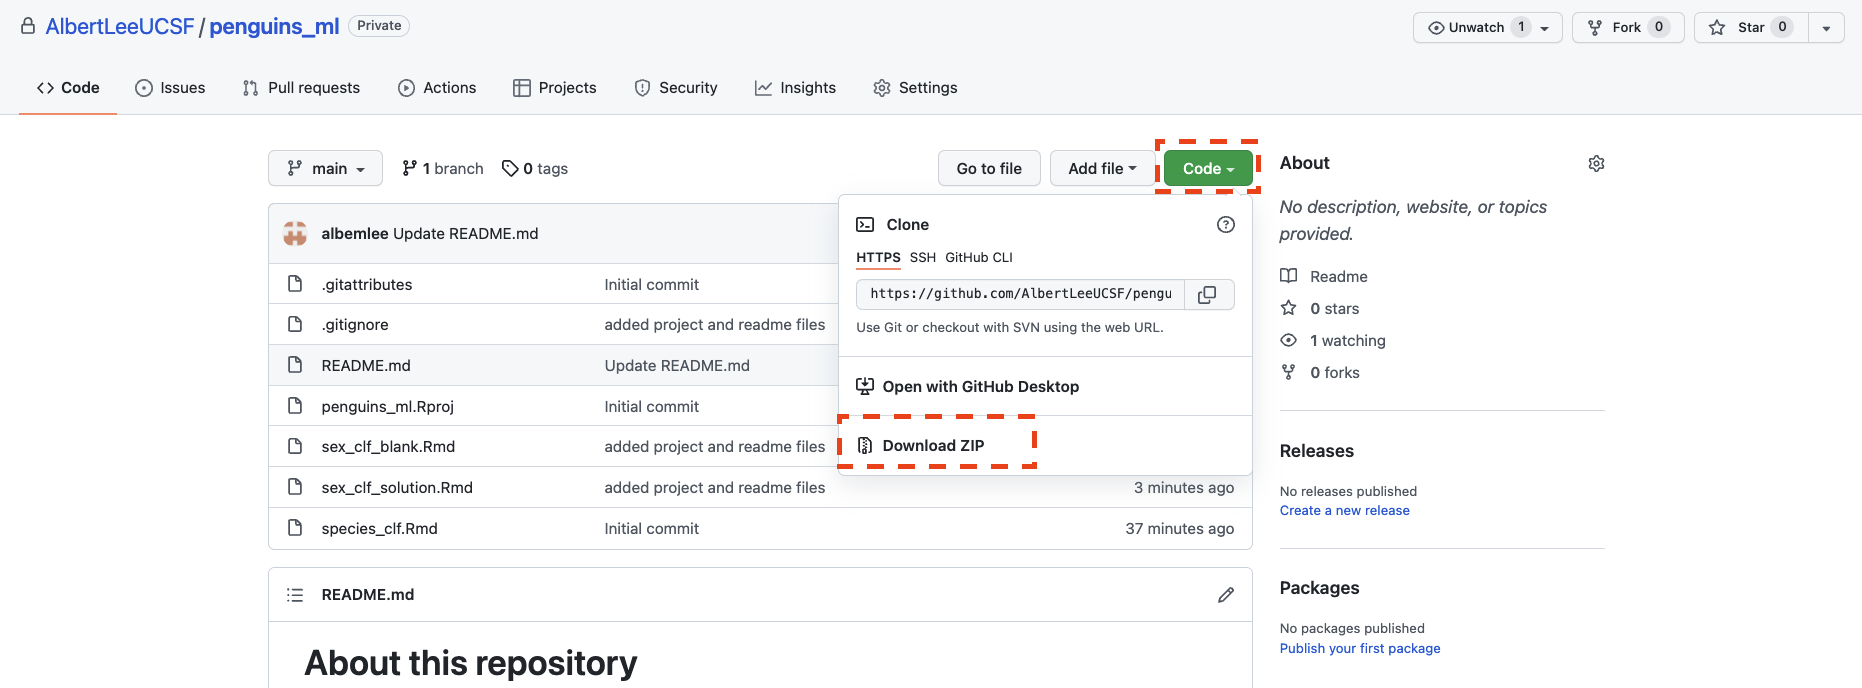 AlbertLeeUCSF / penguins_ml Private
Unwatch 1 Fork 0 Star 0
Code Issues Pull requests Actions Projects Security Insights Settings
main 1 branch 0 tags Go to file Add file Code
albemlee Update README.md
.gitattributes Initial commit
.gitignore added project and readme files
README.md Update README.md
penguins_ml.Rproj Initial commit
sex_clf_blank.Rmd added project and readme files
sex_clf_solution.Rmd added project and readme files 3 minutes ago
species_clf.Rmd Initial commit 37 minutes ago
Clone
HTTPS SSH GitHub CLI
https://github.com/AlbertLeeUCSF/pengu
Use Git or checkout with SVN using the web URL.
Open with GitHub Desktop
Download ZIP
README.md
About this repository
About
No description, website, or topics
provided.
Readme
0 stars
1 watching
0 forks
Releases
No releases published
Create a new release
Packages
No packages published
Publish your first package